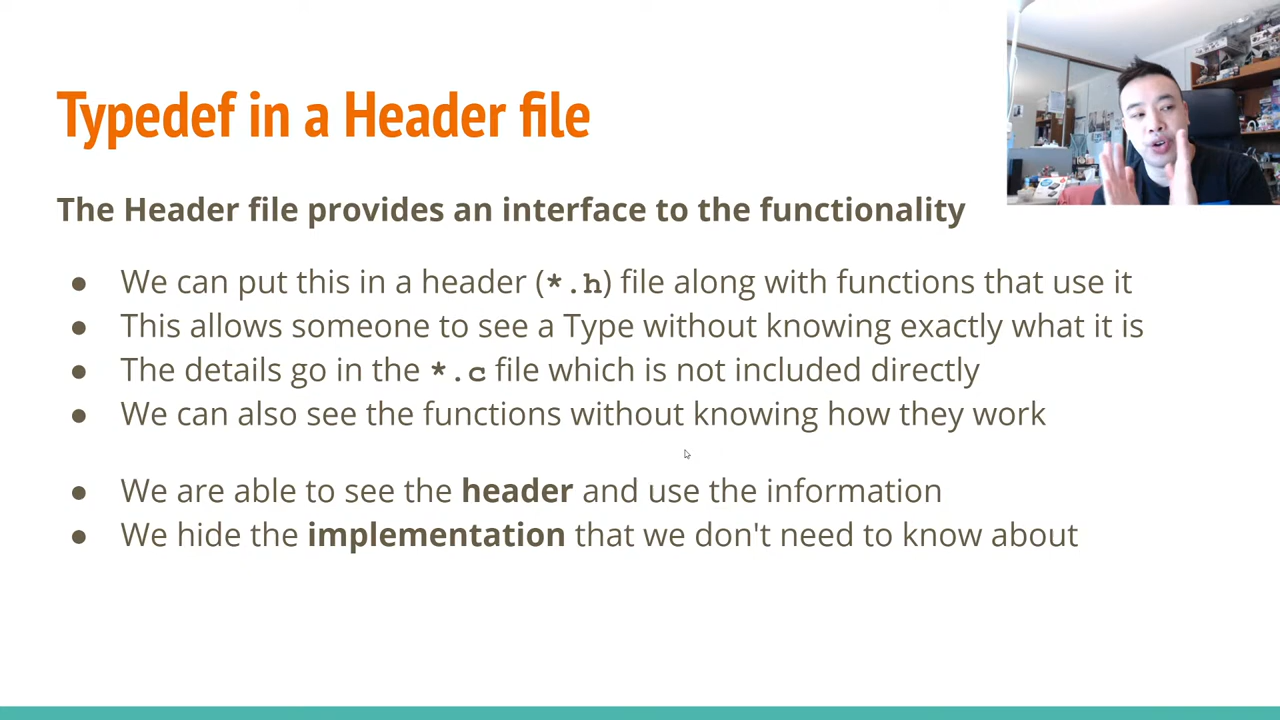 Typedef in a Header file
The Header file provides an interface to the functionality
● We can put this in a header (*.h) file along with functions that use it
● This allows someone to see a Type without knowing exactly what it is
● The details go in the *.c file which is not included directly
● We can also see the functions without knowing how they work
● We are able to see the header and use the information
● We hide the implementation that we don't need to know about